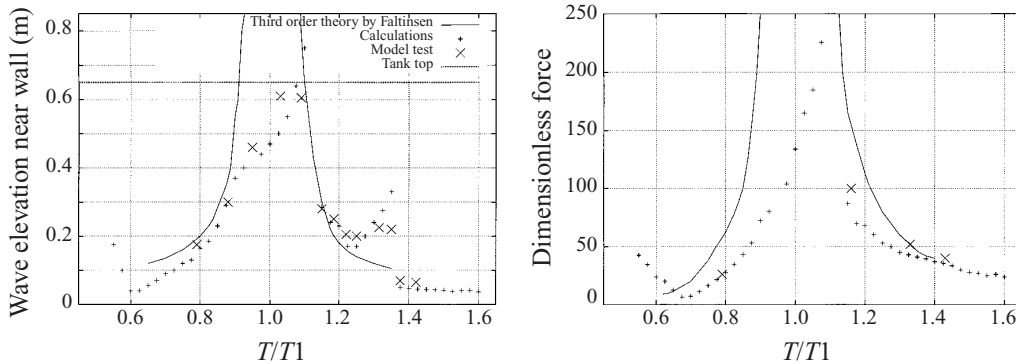 Wave elevation near wall (m)
0.8
0.6
0.4
0.2
0
Third order theory by Faltinsen
Calculations
Model test
Tank top
0.6 0.8 1.0 1.2 1.4 1.6
T/T1
Dimensionless force
250
200
150
100
50
0
0.6 0.8 1.0 1.2 1.4 1.6
T/T1